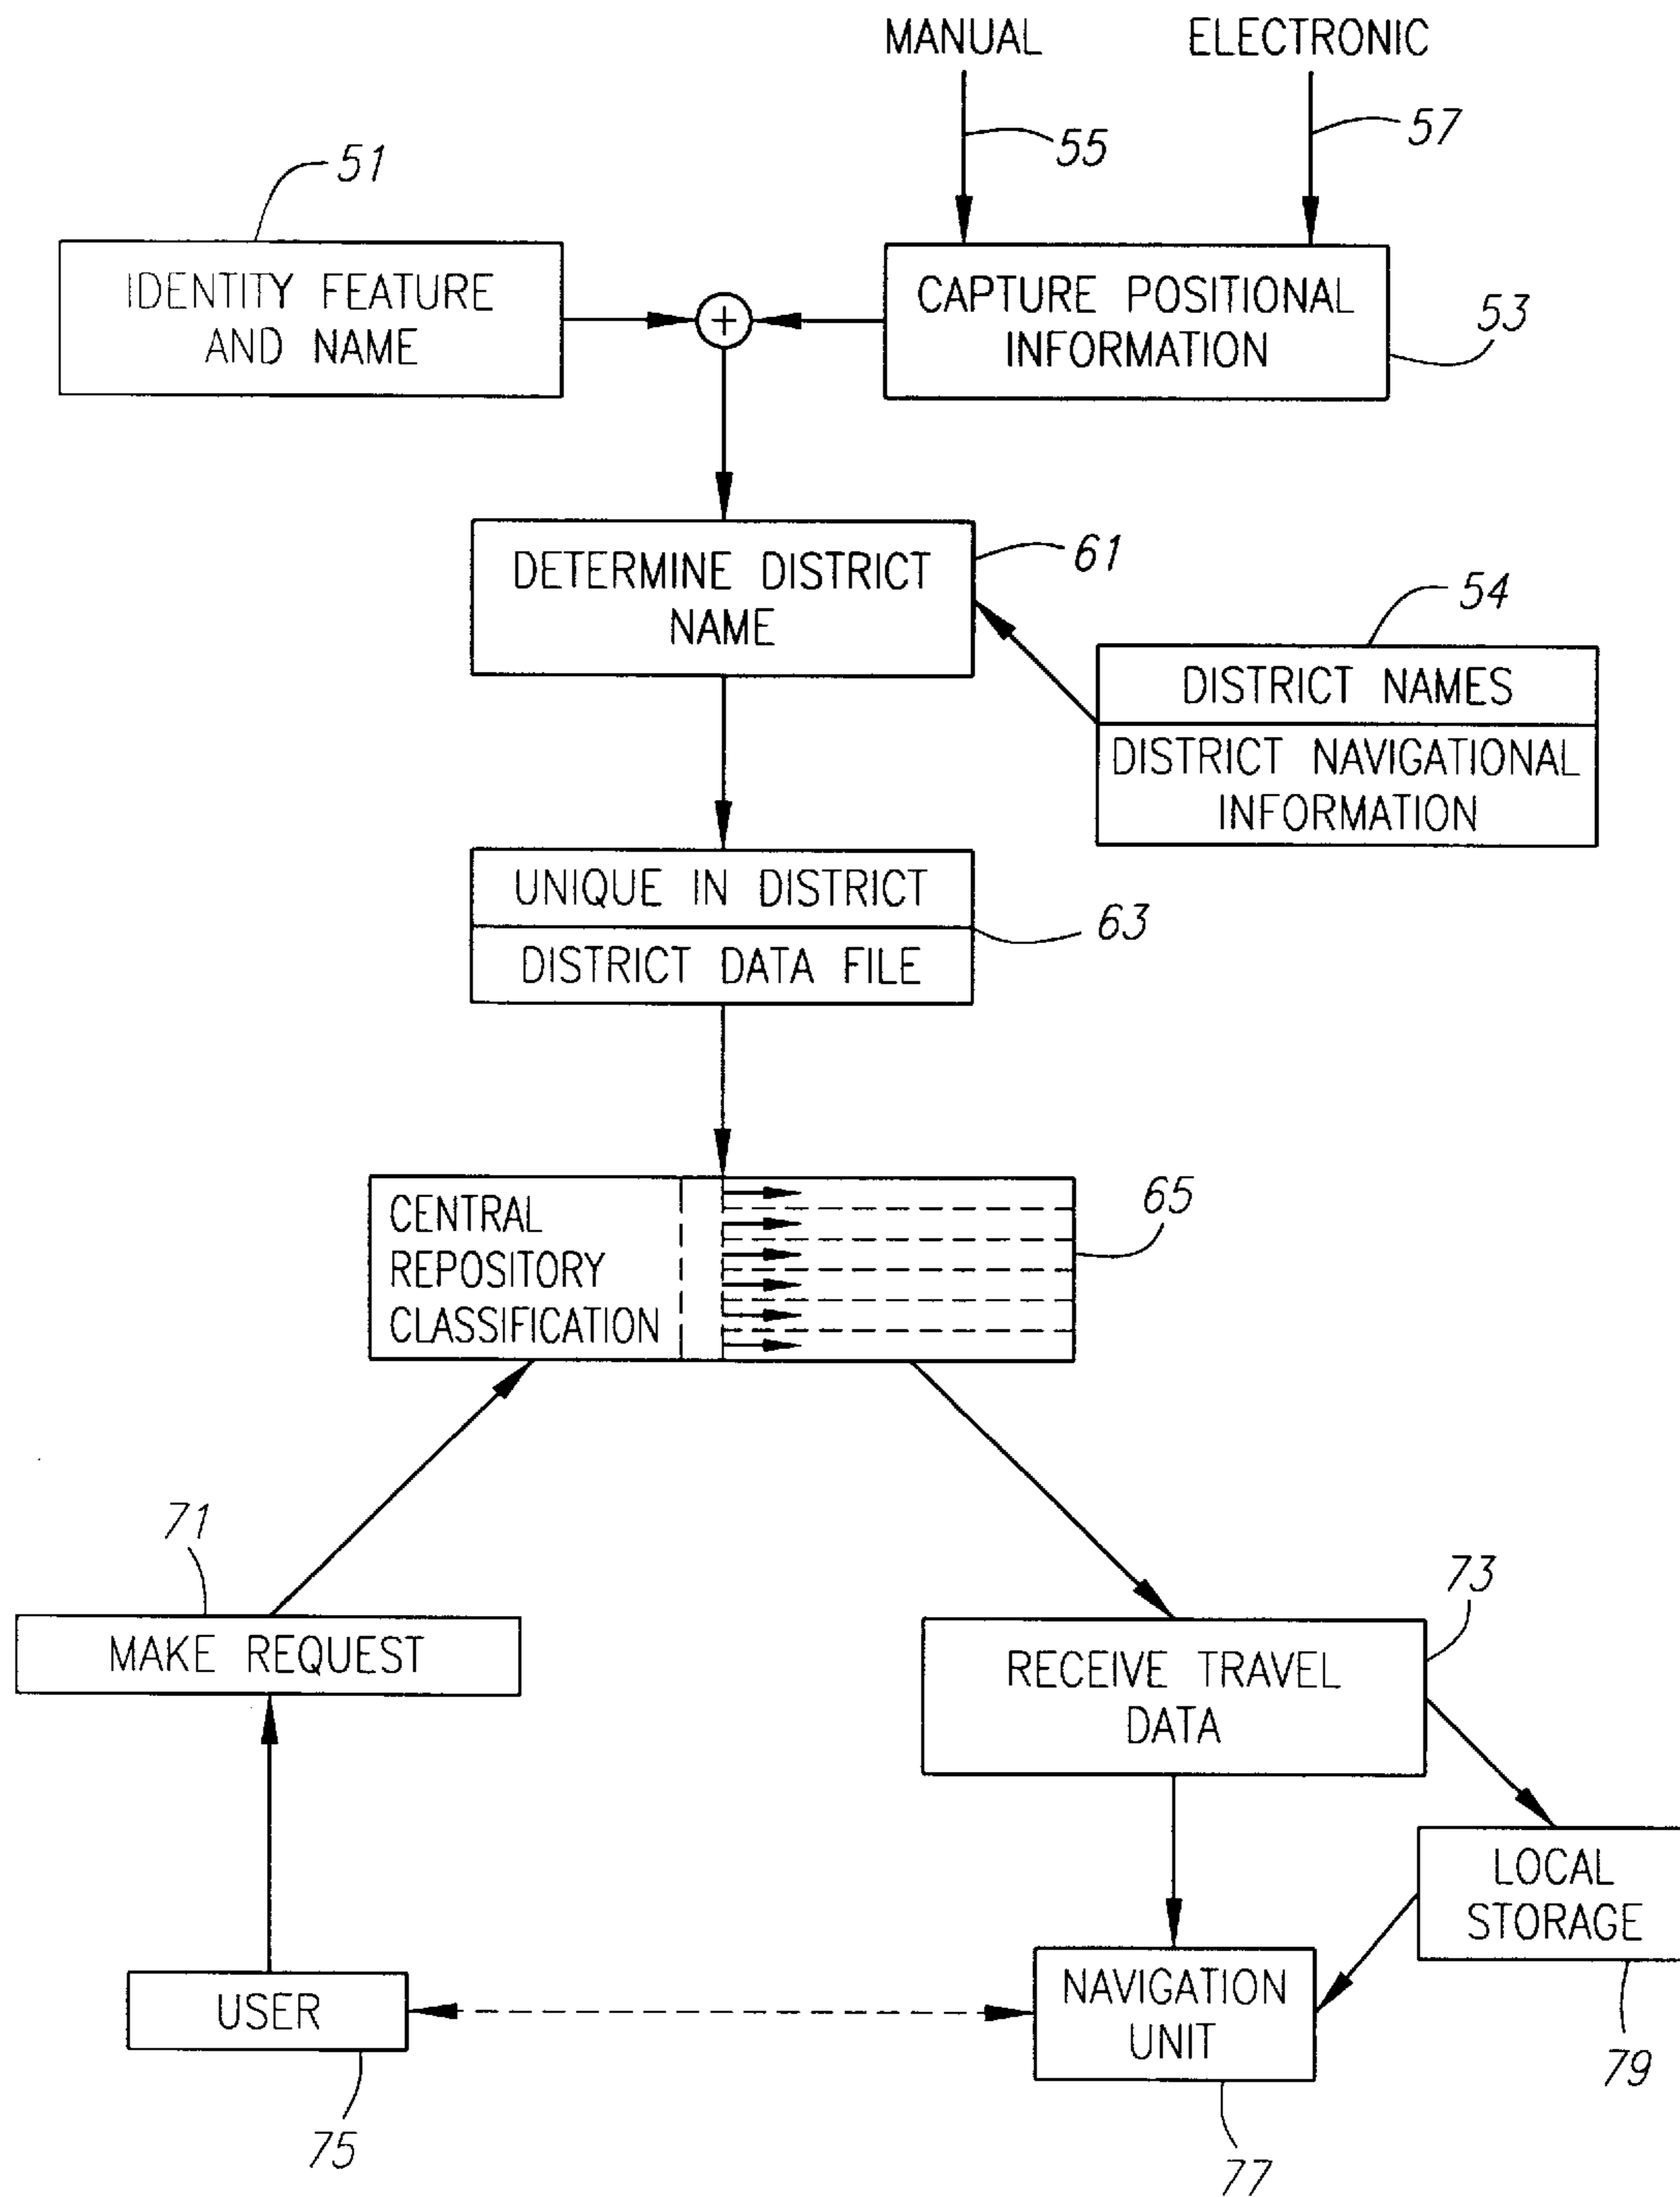 MANUAL
ELECTRONIC
55
57
51
IDENTITY FEATURE
AND NAME
+
CAPTURE POSITIONAL
INFORMATION
53
DETERMINE DISTRICT
NAME
61
54
DISTRICT NAMES
DISTRICT NAVIGATIONAL
INFORMATION
UNIQUE IN DISTRICT
DISTRICT DATA FILE
63
CENTRAL
REPOSITORY
CLASSIFICATION
65
71
MAKE REQUEST
73
RECEIVE TRAVEL
DATA
LOCAL
STORAGE
79
USER
75
NAVIGATION
UNIT
77